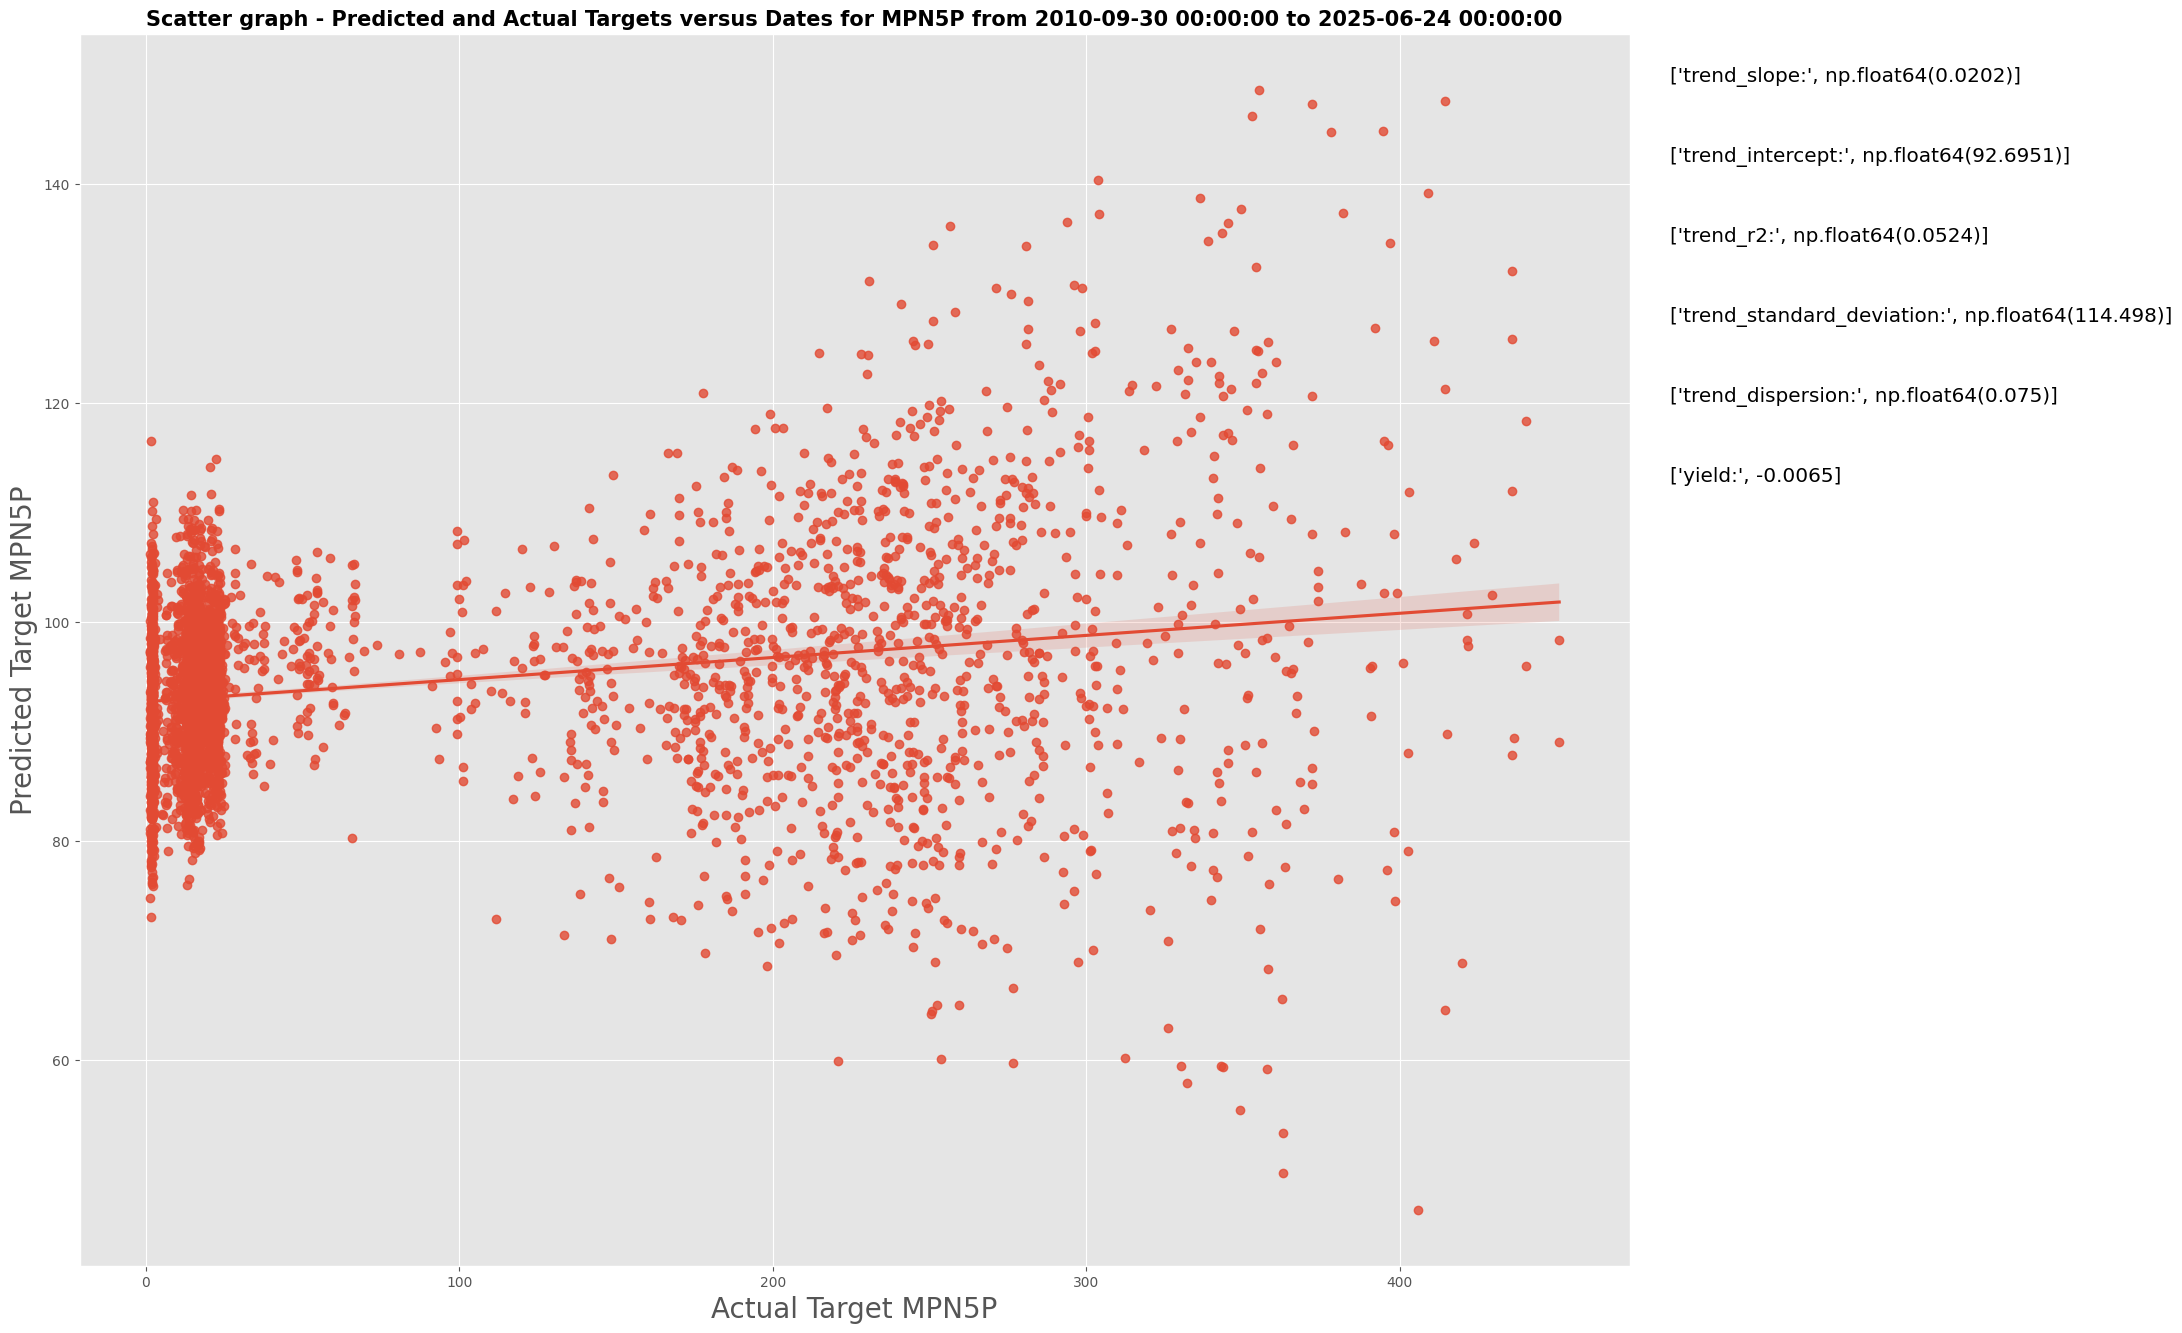 Scatter graph - Predicted and Actual Targets versus Dates for MPN5P from 2010-09-30 00:00:00 to 2025-06-24 00:00:00
['trend_slope:', np.float64(0.0202)]
['trend_intercept:', np.float64(92.6951)]
['trend_r2:', np.float64(0.0524)]
['trend_standard_deviation:', np.float64(114.498)]
['trend_dispersion:', np.float64(0.075)]
['yield:', -0.0065]
Predicted Target MPN5P
140
120
100
80
60
0
100
200
300
400
Actual Target MPN5P